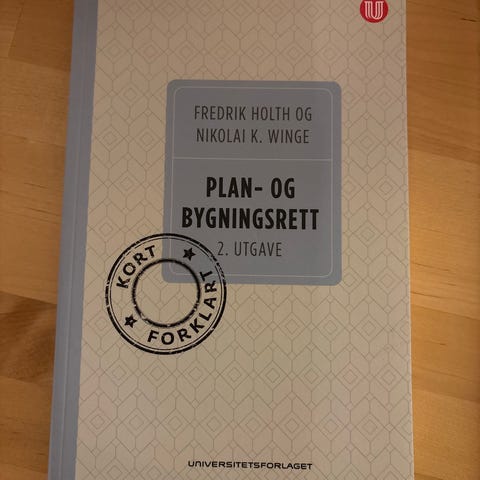 FREDRIK HOLTH OG
NIKOLAI K. WINGE
PLAN- OG
BYGNINGSRETT
2. UTGAVE
KORT
FORKLART
UNIVERSITETSFORLAGET